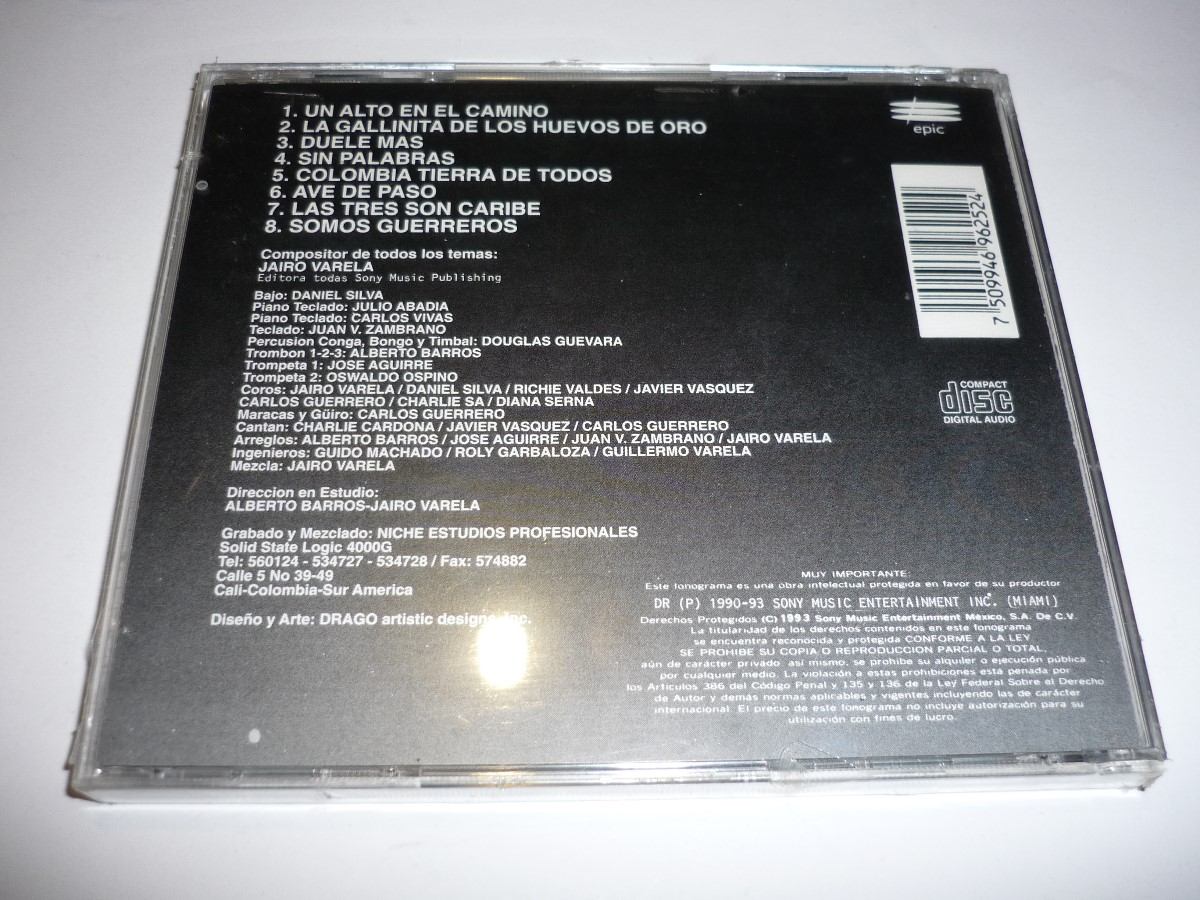 1. UN ALTO EN EL CAMINO
2. LA GALLINITA DE LOS HUEVOS DE ORO
3. DUELE MAS
4. SIN PALABRAS
5. COLOMBIA TIERRA DE TODOS
6. AVE DE PASO
7. LAS TRES SON CARIBE
8. SOMOS GUERREROS
epic
7 509946 962524
Compositor de todos los temas:
JAIRO VARELA
Editora todas Sony Music Publishing
Bajo: DANIEL SILVA
Piano Teclado: JULIO ABADIA
Piano Teclado: CARLOS VIVAS
Teclado: JUAN V. ZAMBRANO
Percusion Conga, Bongo y Timbal: DOUGLAS GUEVARA
Trombon 1-2-3: ALBERTO BARROS
Trompeta 1: JOSE AGUIRRE
Trompeta 2: OSWALDO OSPINO
Coros: JAIRO VARELA / DANIEL SILVA / RICHIE VALDES / JAVIER VASQUEZ
CARLOS GUERRERO / CHARLIE SA / DIANA SERNA
Maracas y Güiro: CARLOS GUERRERO
Cantan: CHARLIE CARDONA / JAVIER VASQUEZ / CARLOS GUERRERO
Arreglos: ALBERTO BARROS / JOSE AGUIRRE / JUAN V. ZAMBRANO / JAIRO VARELA
Ingenieros: GUIDO MACHADO / ROLY GARBALOZA / GUILLERMO VARELA
Mezcla: JAIRO VARELA
COMPACT
disc
DIGITAL AUDIO
Direccion en Estudio:
ALBERTO BARROS-JAIRO VARELA
Grabado y Mezclado: NICHE ESTUDIOS PROFESIONALES
Solid State Logic 4000G
Tel: 560124 - 534727 - 534728 / Fax: 574882
Calle 5 No 39-49
Cali-Colombia-Sur America
Diseño y Arte: DRAGO artistic designs inc.
MUY IMPORTANTE:
Este fonograma es una obra intelectual protegida en favor de su productor
DR (P) 1990-93 SONY MUSIC ENTERTAINMENT INC. (MIAMI)
Derechos Protegidos (C) 1993 Sony Music Entertainment México, S.A. De C.V.
La titularidad de los derechos contenidos en este fonograma
se encuentra reconocida y protegida CONFORME A LA LEY.
SE PROHIBE SU COPIA O REPRODUCCION PARCIAL O TOTAL,
aún de carácter privado así mismo, se prohibe su alquiler o ejecución pública
por cualquier medio. La violación a estas prohibiciones está penada por
los Artículos 386 del Código Penal y 135 y 136 de la Ley Federal Sobre el Derecho
de Autor y demás normas aplicables y vigentes incluyendo las de carácter
internacional. El precio de este fonograma no incluye autorización para su
utilización con fines de lucro.